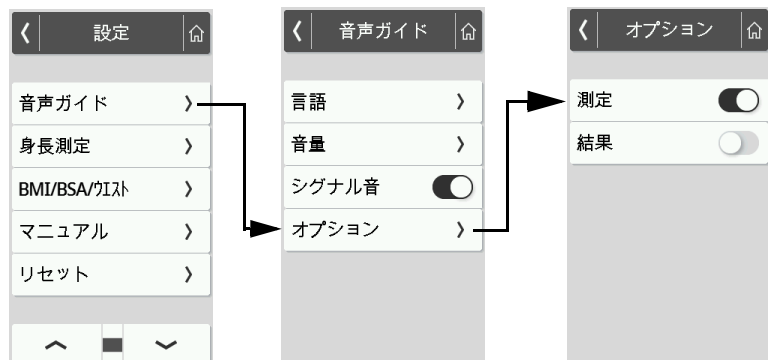 設定
音声ガイド
身長測定
BMI/BSA/ウエスト
マニュアル
リセット
音声ガイド
言語
音量
シグナル音
オプション
オプション
測定
結果